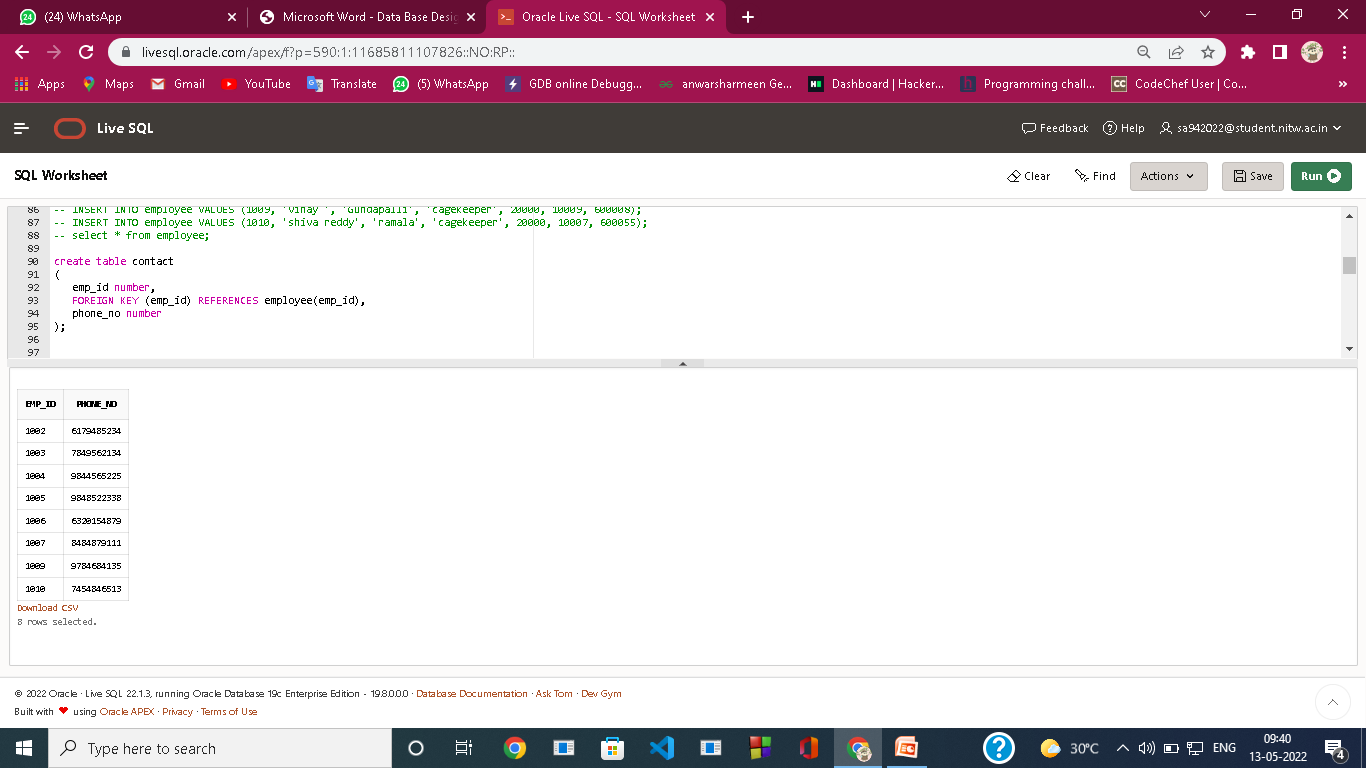 (24) WhatsApp
Microsoft Word - Data Base Desig
Oracle Live SQL - SQL Worksheet
livesql.oracle.com/apex/f?p=590:1:11685811107826::NO:RP::
Apps
Maps
Gmail
YouTube
Translate
(5) WhatsApp
GDB online Debugg...
anwarsharmeen Ge...
Dashboard | Hacker...
Programming chall...
CodeChef User | Co...
Live SQL
Feedback
Help
sa942022@student.nitw.ac.in
SQL Worksheet
Clear
Find
Actions
Save
Run
86 -- INSERT INTO employee VALUES (1009, 'Vinay ', 'Gundapalli', 'cagekeeper', 20000, 10009, 600008);
87 -- INSERT INTO employee VALUES (1010, 'shiva reddy', 'ramala', 'cagekeeper', 20000, 10007, 600055);
88 -- select * from employee;
89
90 create table contact
91 (
92 emp_id number,
93 FOREIGN KEY (emp_id) REFERENCES employee(emp_id),
94 phone_no number
95 );
96
97
EMP_ID PHONE_NO
1002 6179485234
1003 7849562134
1004 9844565225
1005 9848522338
1006 6320154879
1007 8484879111
1009 9784684135
1010 7454846513
Download CSV
8 rows selected.
© 2022 Oracle · Live SQL 22.1.3, running Oracle Database 19c Enterprise Edition - 19.8.0.0.0 · Database Documentation · Ask Tom · Dev Gym
Built with ❤ using Oracle APEX · Privacy · Terms of Use
Type here to search
30°C
ENG
09:40
13-05-2022
4